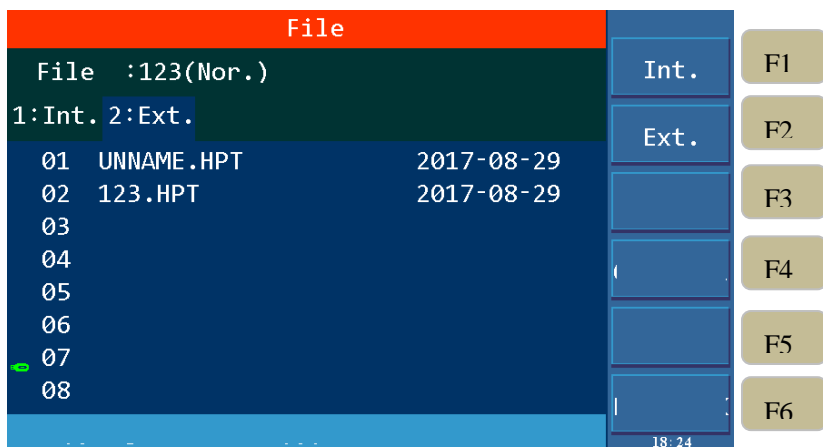 File
File :123(Nor.)
1:Int. 2:Ext.
01 UNNAME.HPT 2017-08-29
02 123.HPT 2017-08-29
03
04
05
06
07
08
Int.
Ext.
18:24
F1
F2
F3
F4
F5
F6